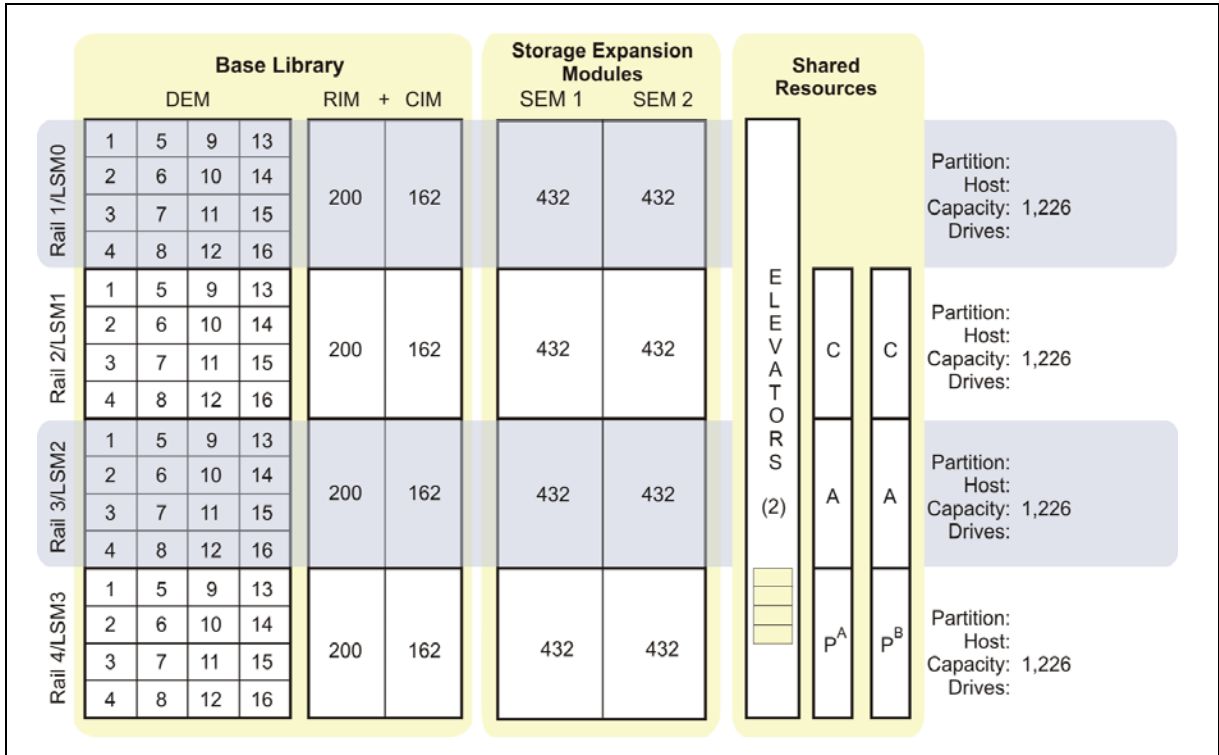 Base Library
Storage Expansion
Modules
Shared
Resources
DEM RIM + CIM SEM 1 SEM 2
Rail 1/LSM0
1 5 9 13
2 6 10 14
3 7 11 15
4 8 12 16
200 162 432 432
Partition:
Host:
Capacity: 1,226
Drives:
Rail 2/LSM1
1 5 9 13
2 6 10 14
3 7 11 15
4 8 12 16
200 162 432 432
Partition:
Host:
Capacity: 1,226
Drives:
Rail 3/LSM2
1 5 9 13
2 6 10 14
3 7 11 15
4 8 12 16
200 162 432 432
Partition:
Host:
Capacity: 1,226
Drives:
Rail 4/LSM3
1 5 9 13
2 6 10 14
3 7 11 15
4 8 12 16
200 162 432 432
Partition:
Host:
Capacity: 1,226
Drives:
ELEVATORS
(2)
C C
A A
P^A P^B